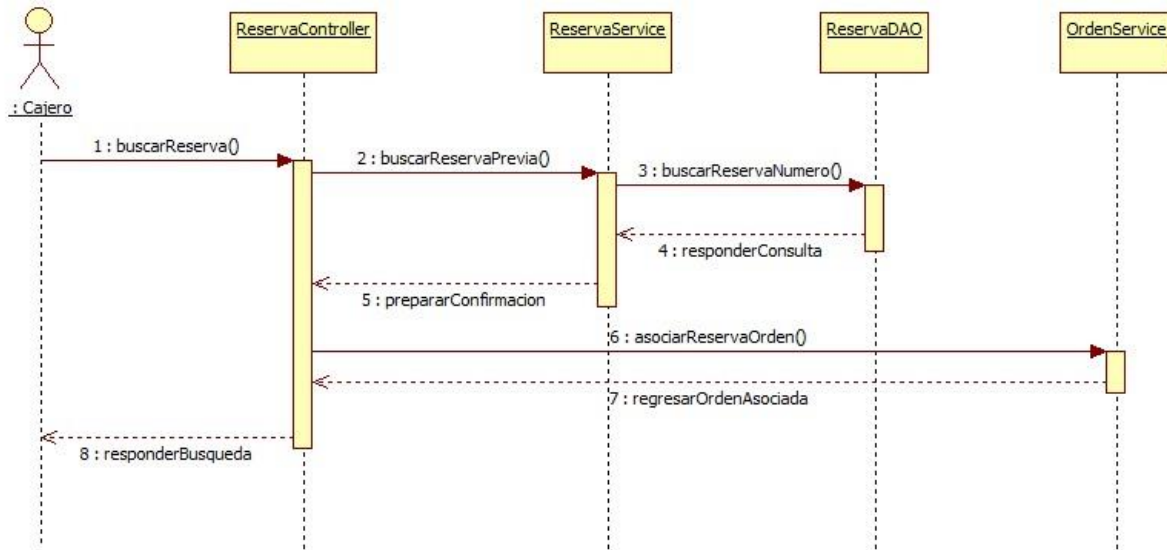 ReservaController
ReservaService
ReservaDAO
OrdenService
: Cajero
1 : buscarReserva()
2 : buscarReservaPrevia()
3 : buscarReservaNumero()
4 : responderConsulta
5 : prepararConfirmacion
6 : asociarReservaOrden()
7 : regresarOrdenAsociada
8 : responderBusqueda